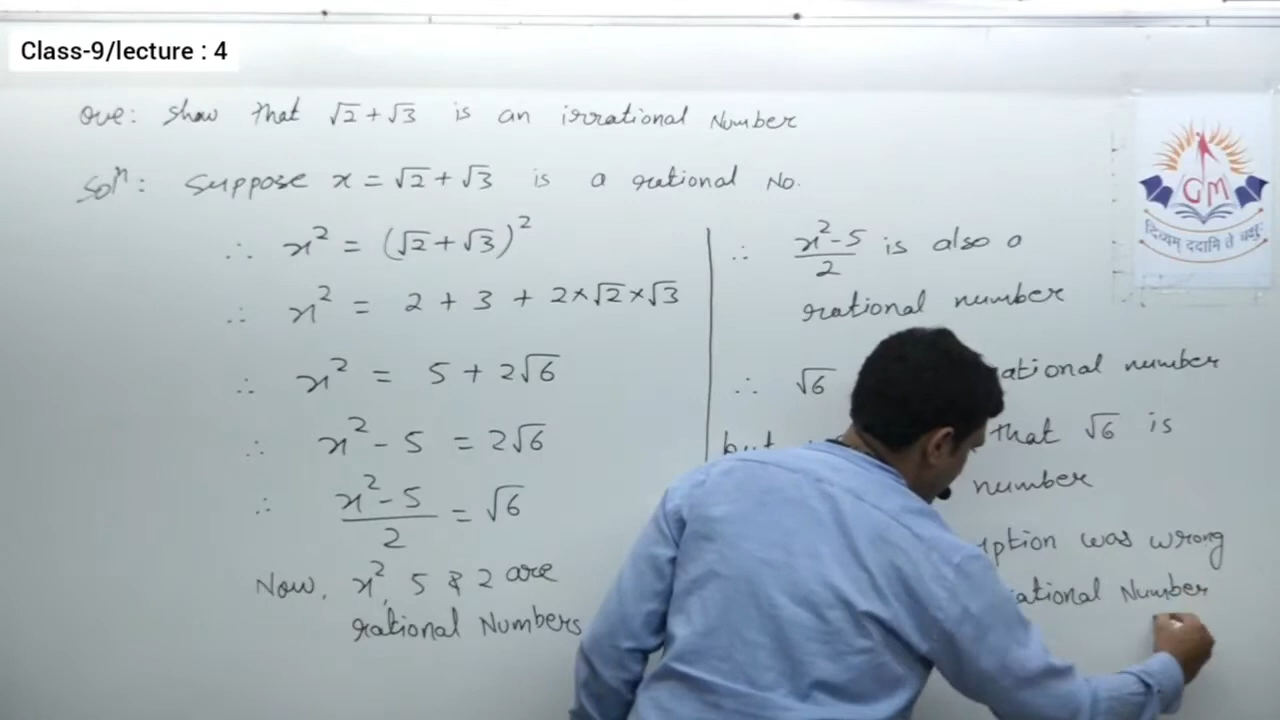 Class-9/lecture : 4
Que: Show that √2 + √3 is an irrational Number
Solⁿ: Suppose x = √2 + √3 is a rational No.
∴ x² = (√2 + √3)²
∴ x² = 2 + 3 + 2×√2×√3
∴ x² = 5 + 2√6
∴ x² - 5 = 2√6
∴ (x² - 5)/2 = √6
Now, x², 5 & 2 are
rational Numbers
∴ (x² - 5)/2 is also a
rational number
∴ √6 ational number
but that √6 is
number
ption was wrong
ational Number
GM
दिव्यम् ददामि ते चक्षुः